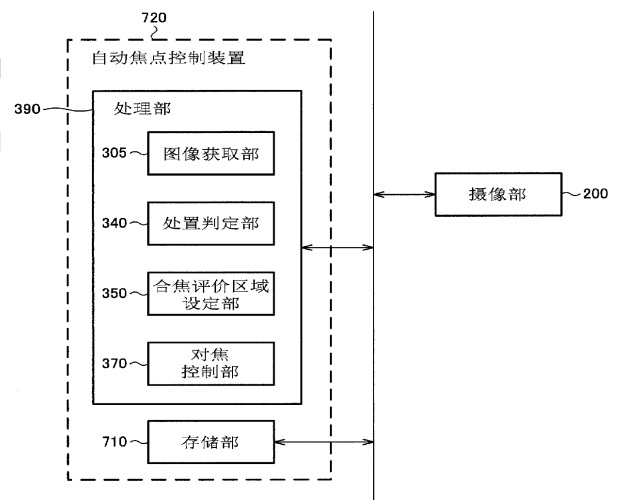 720
自动焦点控制装置
390
处理部
305
图像获取部
340
处置判定部
350
合焦评价区域
设定部
370
对焦
控制部
710
存储部
摄像部
200